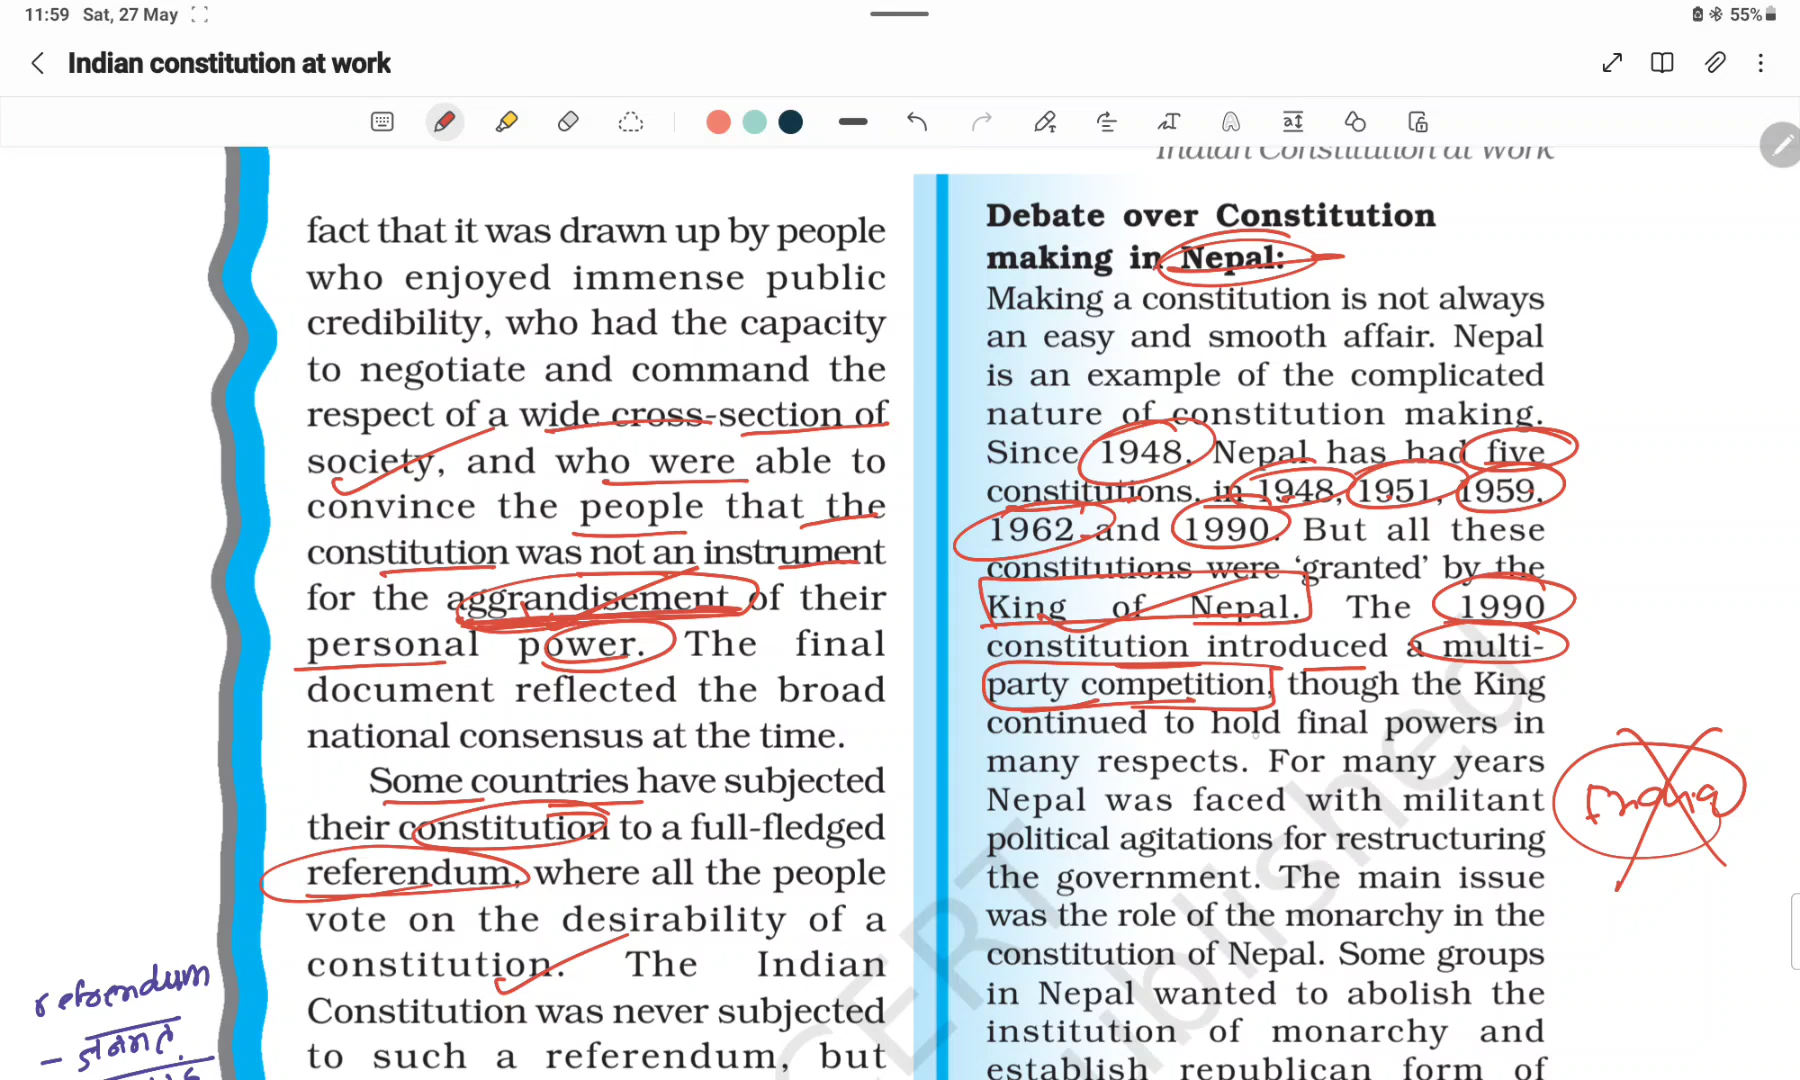 11:59 Sat, 27 May
55%
Indian constitution at work
Indian Constitution at Work
fact that it was drawn up by people
who enjoyed immense public
credibility, who had the capacity
to negotiate and command the
respect of a wide cross-section of
society, and who were able to
convince the people that the
constitution was not an instrument
for the aggrandisement of their
personal power. The final
document reflected the broad
national consensus at the time.
Some countries have subjected
their constitution to a full-fledged
referendum, where all the people
vote on the desirability of a
constitution. The Indian
Constitution was never subjected
to such a referendum, but
referendum
- जनमत
Debate over Constitution
making in Nepal:
Making a constitution is not always
an easy and smooth affair. Nepal
is an example of the complicated
nature of constitution making.
Since 1948, Nepal has had five
constitutions, in 1948, 1951, 1959,
1962 and 1990. But all these
constitutions were ‘granted’ by the
King of Nepal. The 1990
constitution introduced a multi-
party competition, though the King
continued to hold final powers in
many respects. For many years
Nepal was faced with militant
political agitations for restructuring
the government. The main issue
was the role of the monarchy in the
constitution of Nepal. Some groups
in Nepal wanted to abolish the
institution of monarchy and
establish republican form of
India